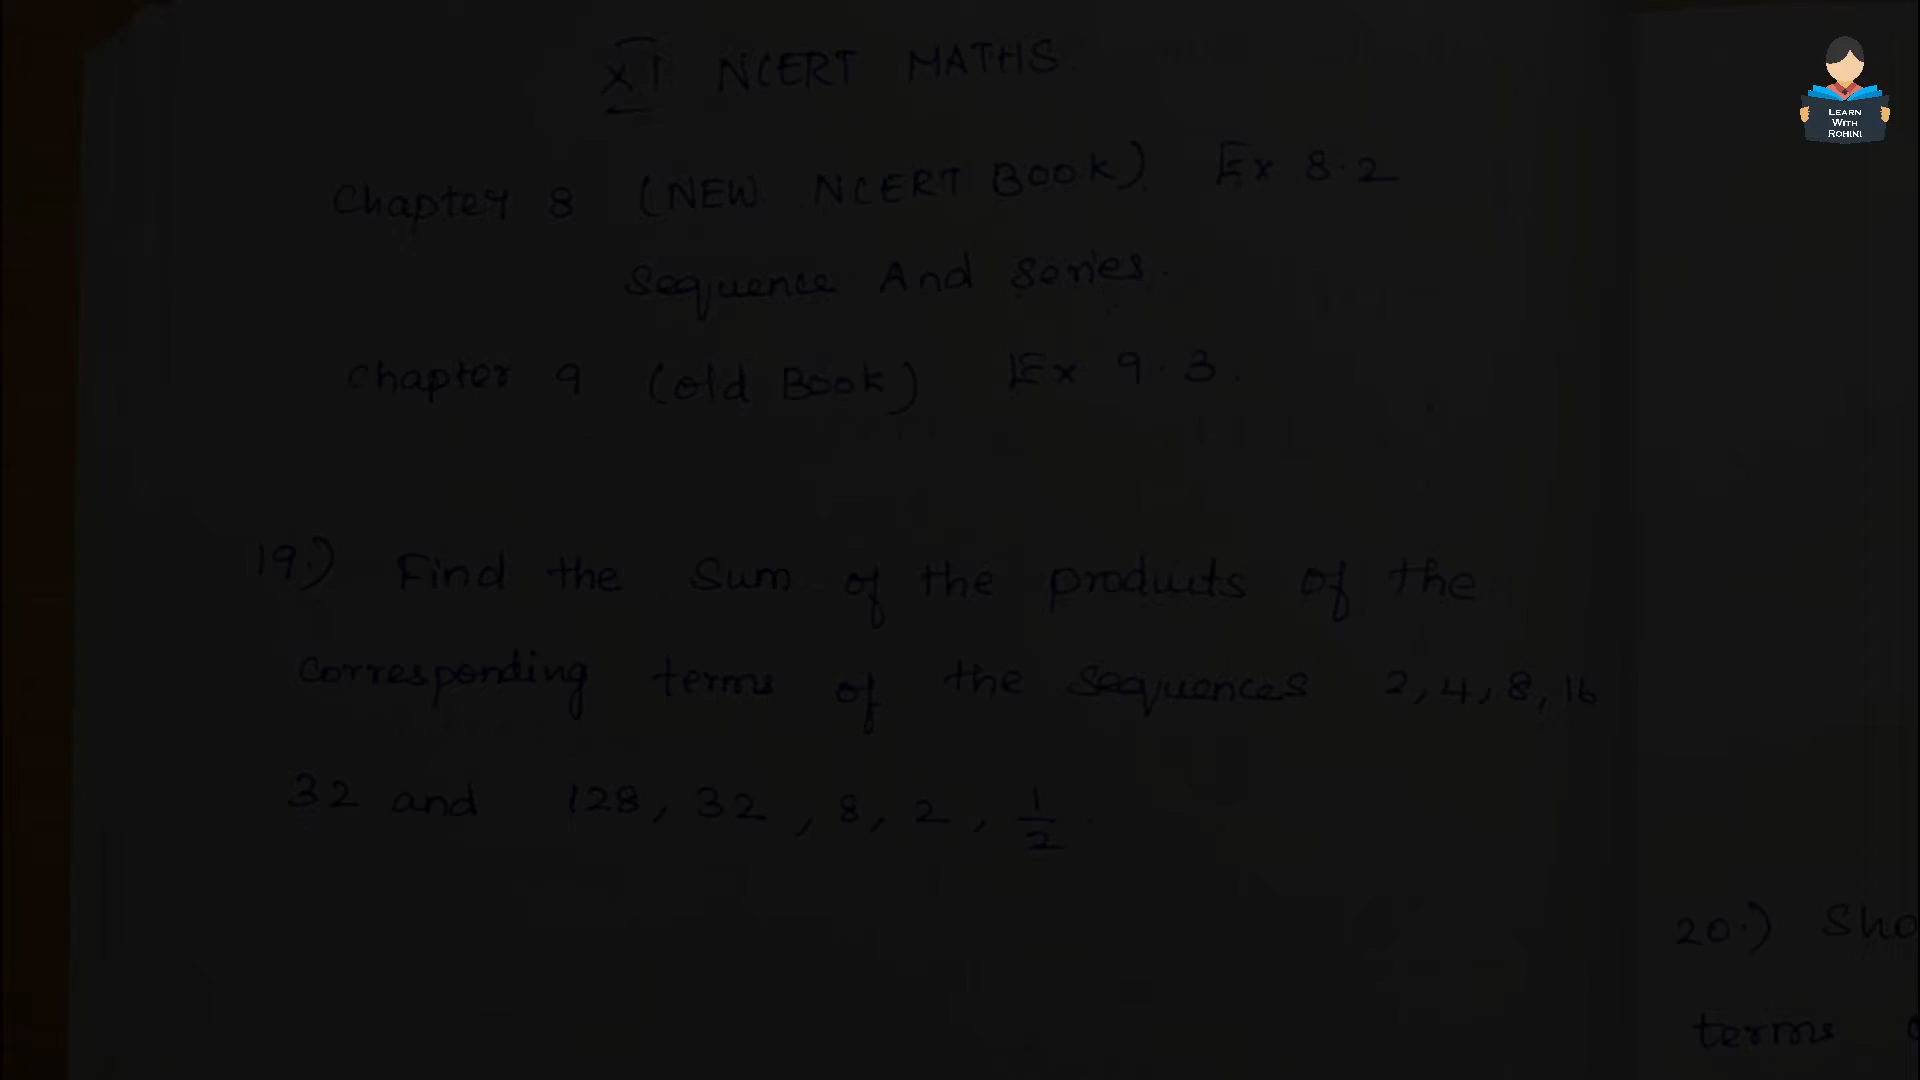 XI NCERT MATHS
Chapter 8 (NEW NCERT Book) Ex 8.2
Sequence And Series.
Chapter 9 (old Book) Ex 9.3.
19.) Find the Sum of the products of the
corresponding terms of the sequences 2, 4, 8, 16
32 and 128, 32, 8, 2, 1/2
20.) Sho
terms
LEARN
WITH
ROHINI